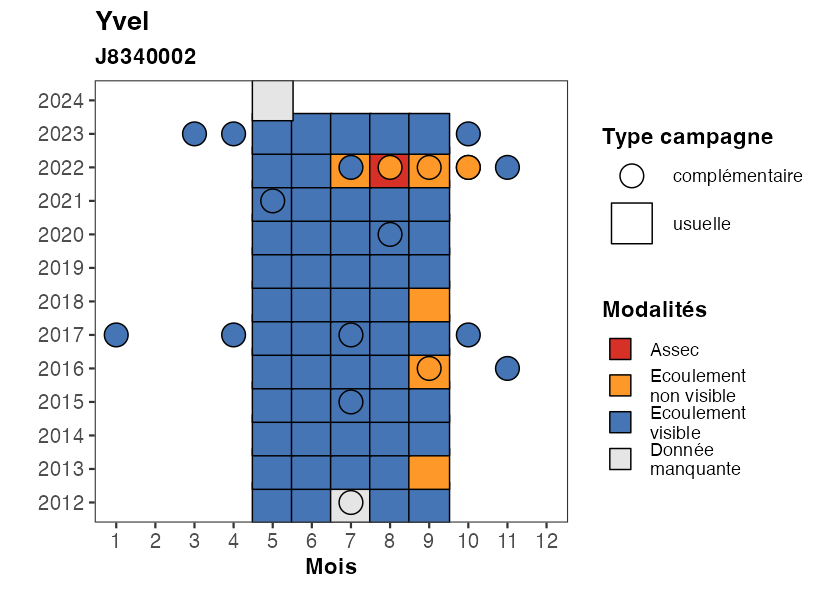 Yvel
J8340002
2024
2023
2022
2021
2020
2019
2018
2017
2016
2015
2014
2013
2012
1 2 3 4 5 6 7 8 9 10 11 12
Mois
Type campagne
complémentaire
usuelle
Modalités
Assec
Ecoulement
non visible
Ecoulement
visible
Donnée
manquante